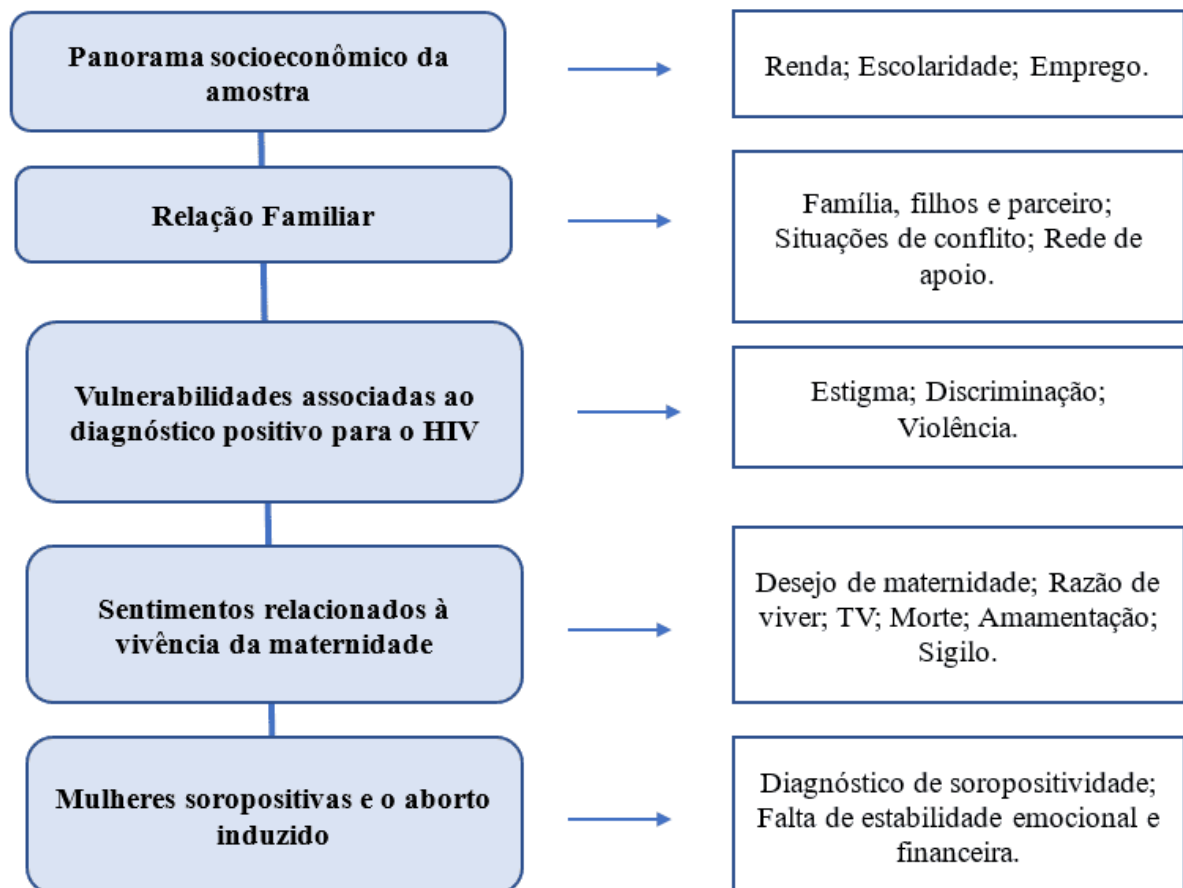 Panorama socioeconômico da
amostra
Renda; Escolaridade; Emprego.
Relação Familiar
Família, filhos e parceiro;
Situações de conflito; Rede de
apoio.
Vulnerabilidades associadas ao
diagnóstico positivo para o HIV
Estigma; Discriminação;
Violência.
Sentimentos relacionados à
vivência da maternidade
Desejo de maternidade; Razão de
viver; TV; Morte; Amamentação;
Sigilo.
Mulheres soropositivas e o aborto
induzido
Diagnóstico de soropositividade;
Falta de estabilidade emocional e
financeira.